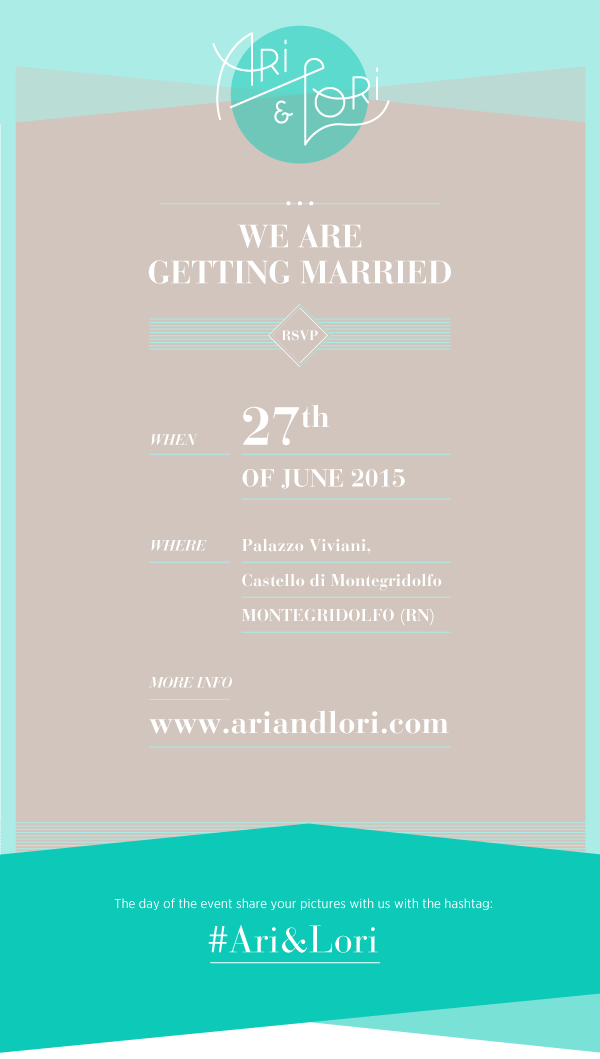 Ari
& Lori
WE ARE
GETTING MARRIED
RSVP
WHEN
27th
OF JUNE 2015
WHERE
Palazzo Viviani,
Castello di Montegridolfo
MONTEGRIDOLFO (RN)
MORE INFO
www.ariandlori.com
The day of the event share your pictures with us with the hashtag:
#Ari&Lori